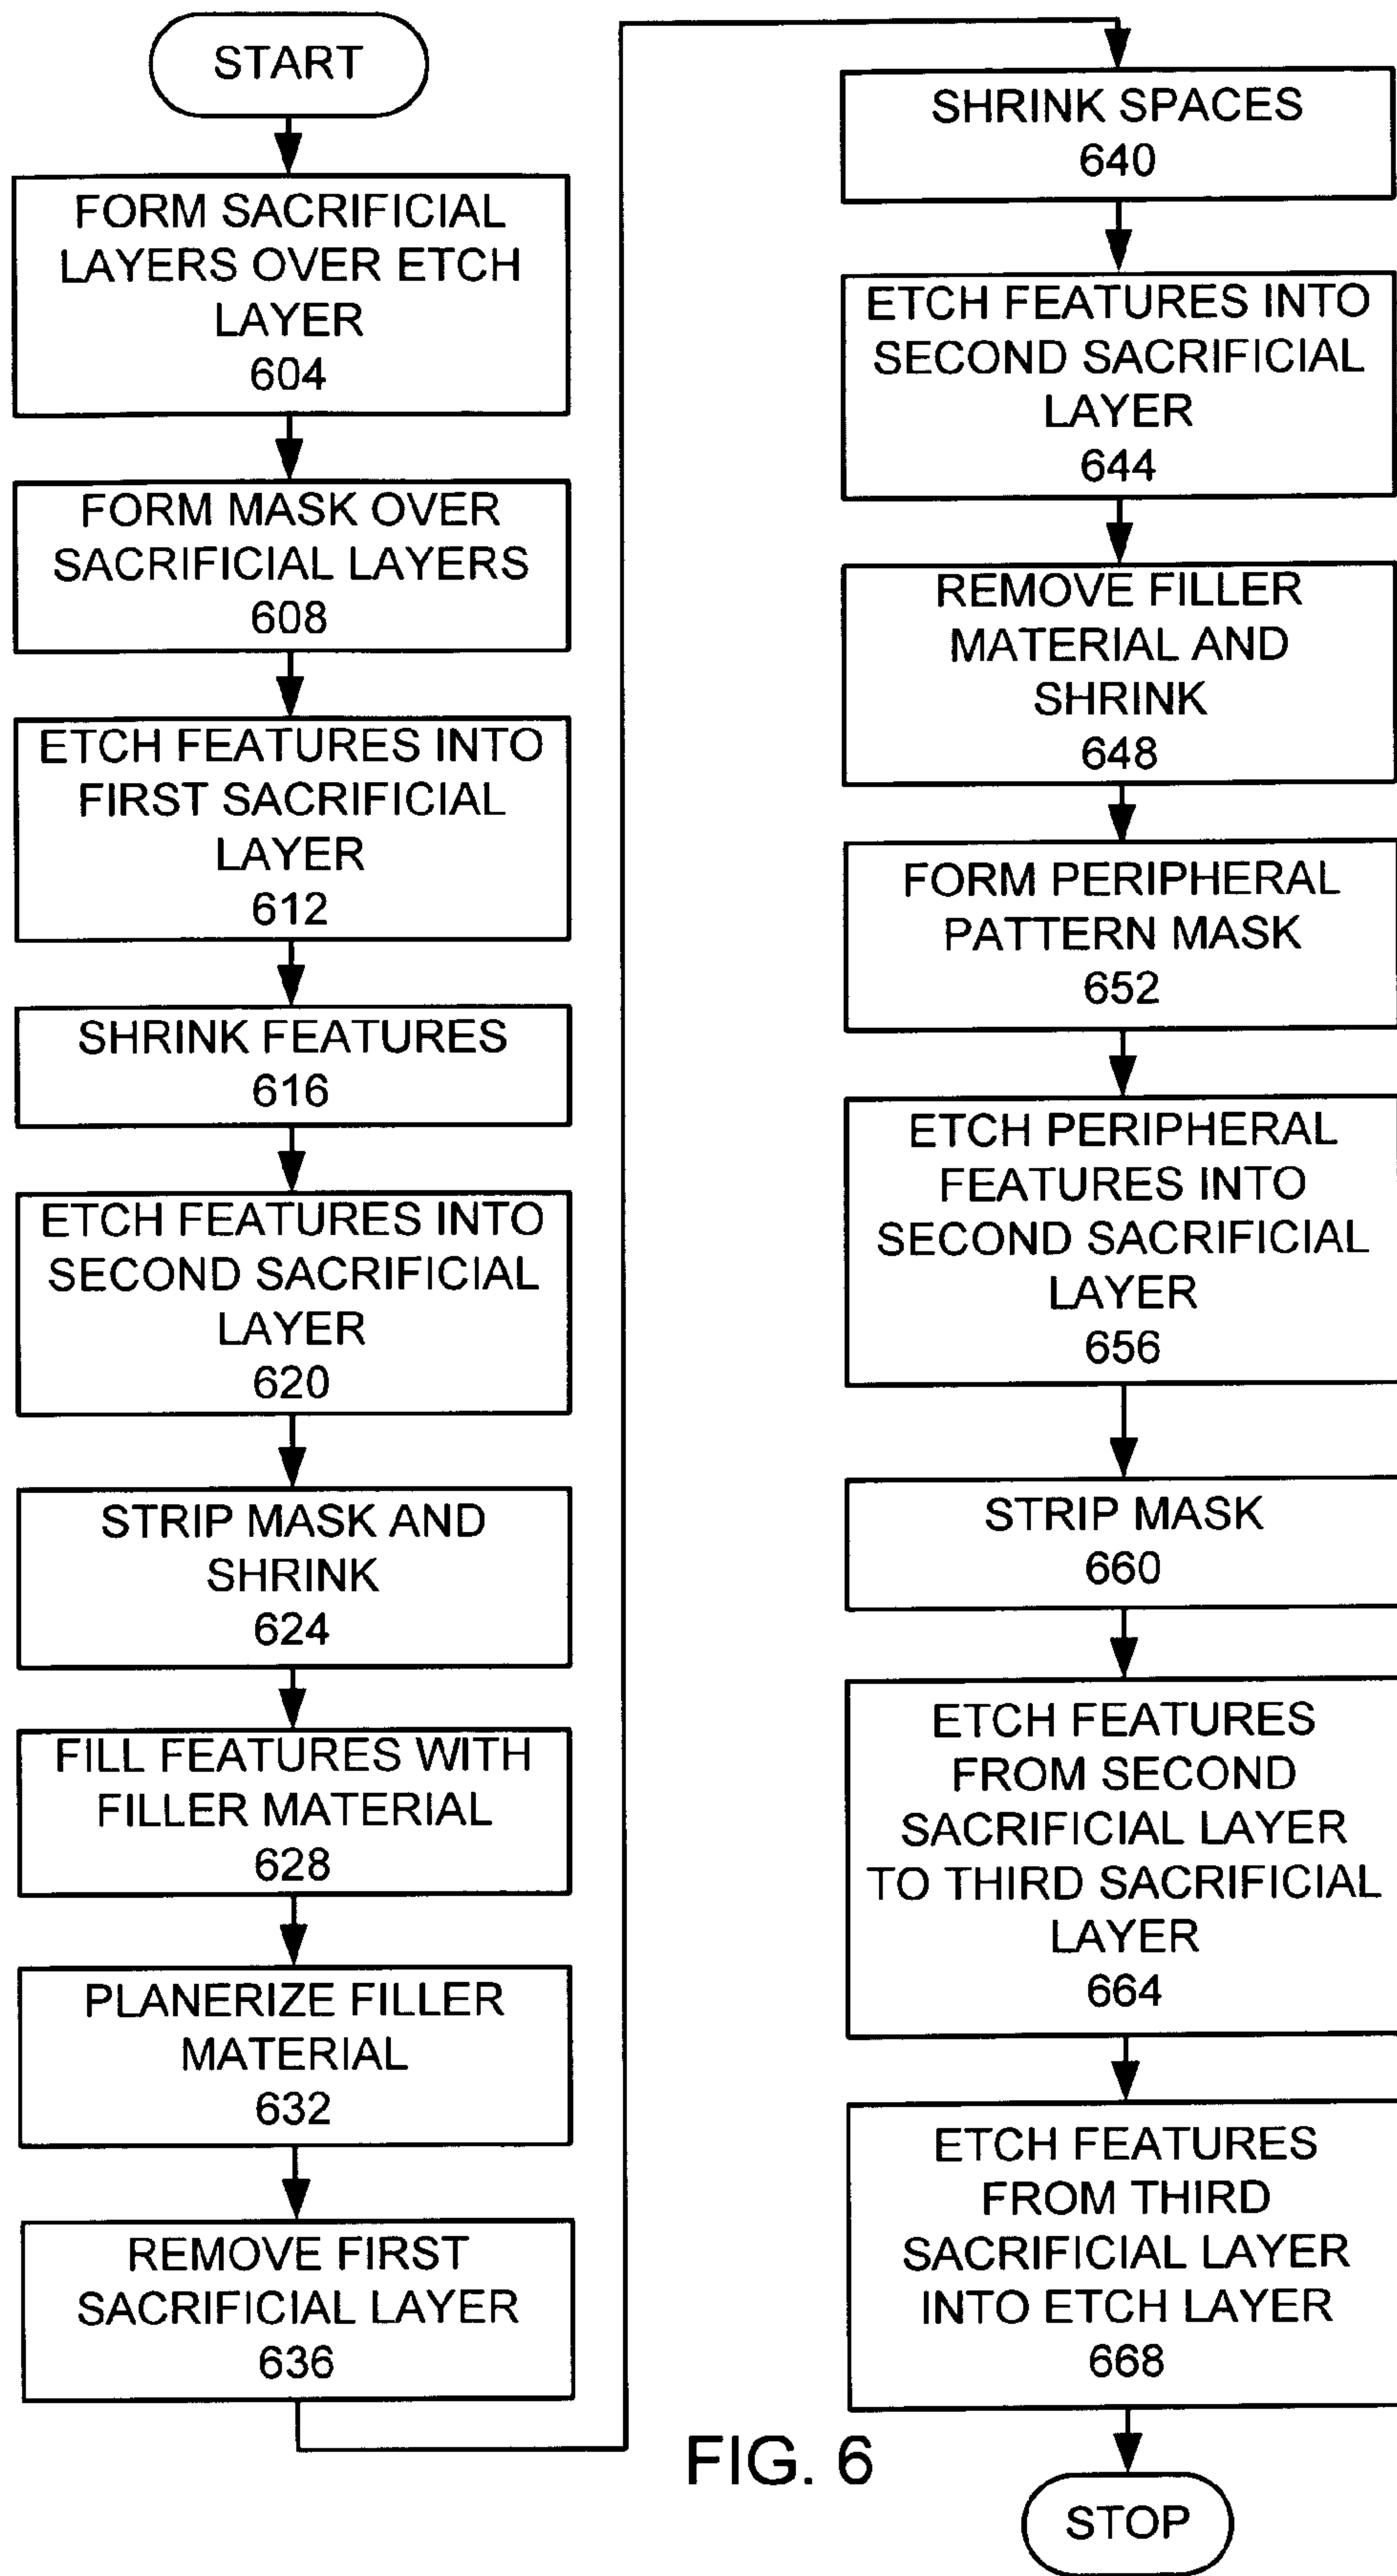 START
FORM SACRIFICIAL
LAYERS OVER ETCH
LAYER
604
FORM MASK OVER
SACRIFICIAL LAYERS
608
ETCH FEATURES INTO
FIRST SACRIFICIAL
LAYER
612
SHRINK FEATURES
616
ETCH FEATURES INTO
SECOND SACRIFICIAL
LAYER
620
STRIP MASK AND
SHRINK
624
FILL FEATURES WITH
FILLER MATERIAL
628
PLANERIZE FILLER
MATERIAL
632
REMOVE FIRST
SACRIFICIAL LAYER
636
SHRINK SPACES
640
ETCH FEATURES INTO
SECOND SACRIFICIAL
LAYER
644
REMOVE FILLER
MATERIAL AND
SHRINK
648
FORM PERIPHERAL
PATTERN MASK
652
ETCH PERIPHERAL
FEATURES INTO
SECOND SACRIFICIAL
LAYER
656
STRIP MASK
660
ETCH FEATURES
FROM SECOND
SACRIFICIAL LAYER
TO THIRD SACRIFICIAL
LAYER
664
ETCH FEATURES
FROM THIRD
SACRIFICIAL LAYER
INTO ETCH LAYER
668
STOP
FIG. 6